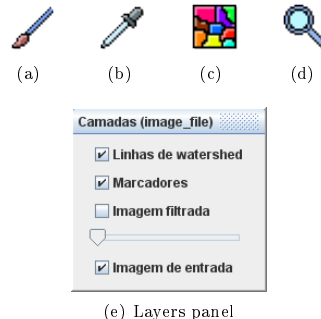 (a) (b) (c) (d)
Camadas (image_file)
Linhas de watershed
Marcadores
Imagem filtrada
Imagem de entrada
(e) Layers panel